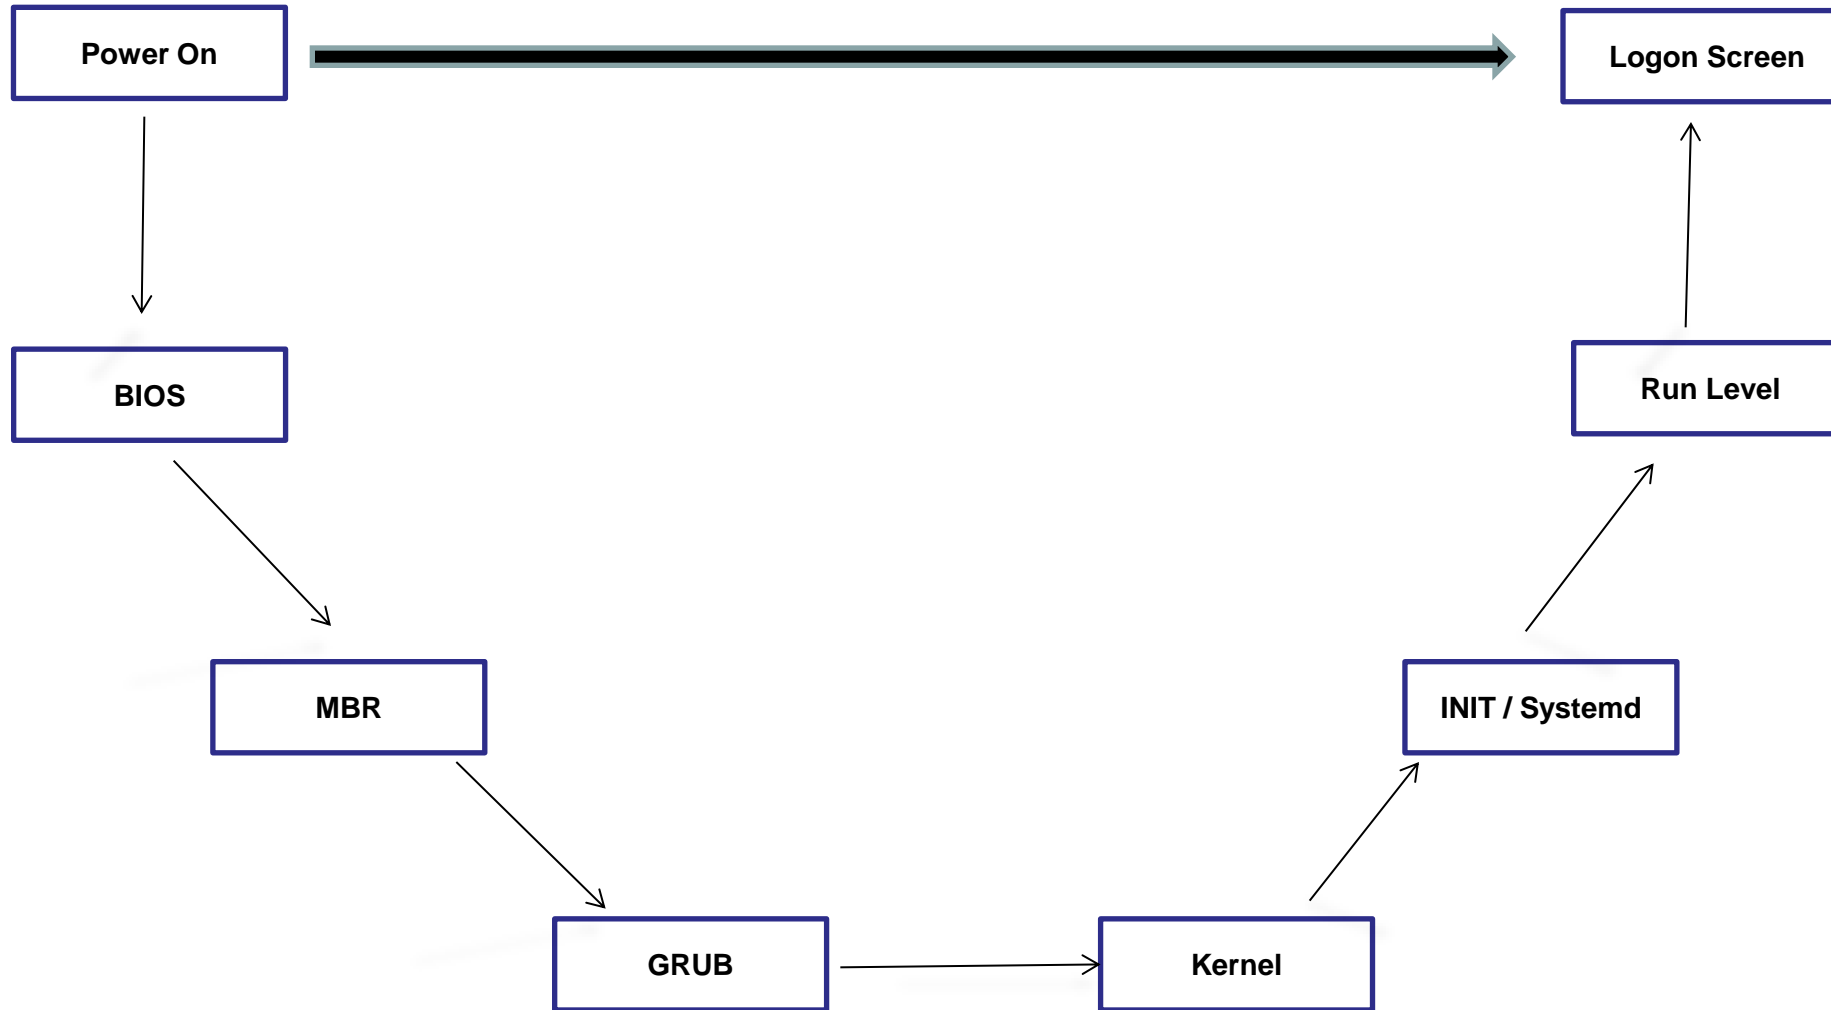 Power On
Logon Screen
BIOS
Run Level
MBR
INIT / Systemd
GRUB
Kernel